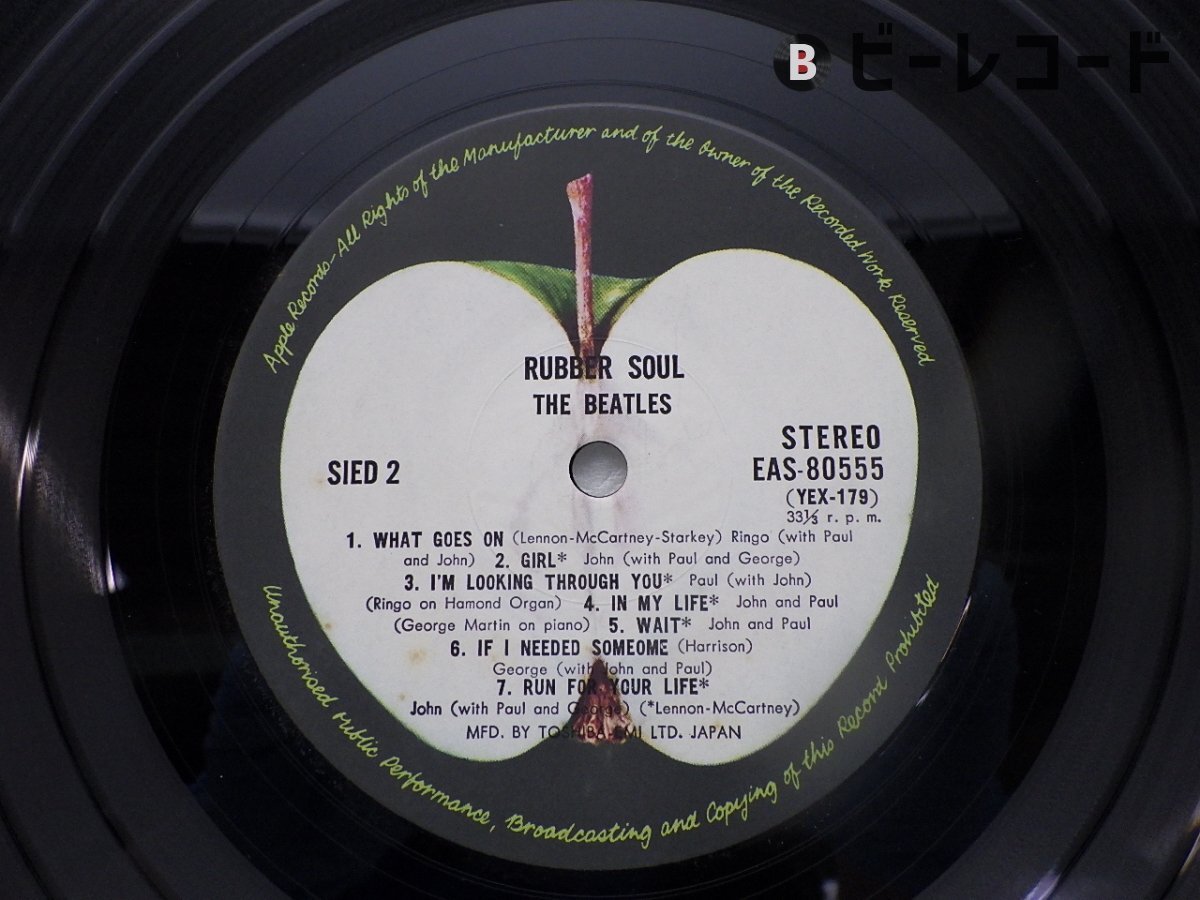 B ビーレコード
Apple Records-All Rights of the Manufacturer and of the Owner of the Recorded Work Reserved
RUBBER SOUL
THE BEATLES
STEREO
SIED 2
EAS-80555
(YEX-179)
33⅓ r. p. m.
1. WHAT GOES ON (Lennon-McCartney-Starkey) Ringo (with Paul
and John) 2. GIRL* John (with Paul and George)
3. I'M LOOKING THROUGH YOU* Paul (with John)
(Ringo on Hamond Organ) 4. IN MY LIFE* John and Paul
(George Martin on piano) 5. WAIT* John and Paul
6. IF I NEEDED SOMEOME (Harrison)
George (with John and Paul)
7. RUN FOR YOUR LIFE*
John (with Paul and George) (*Lennon-McCartney)
MFD. BY TOSHIBA-EMI LTD. JAPAN
Unauthorised Public Performance, Broadcasting and Copying of this Record Prohibited